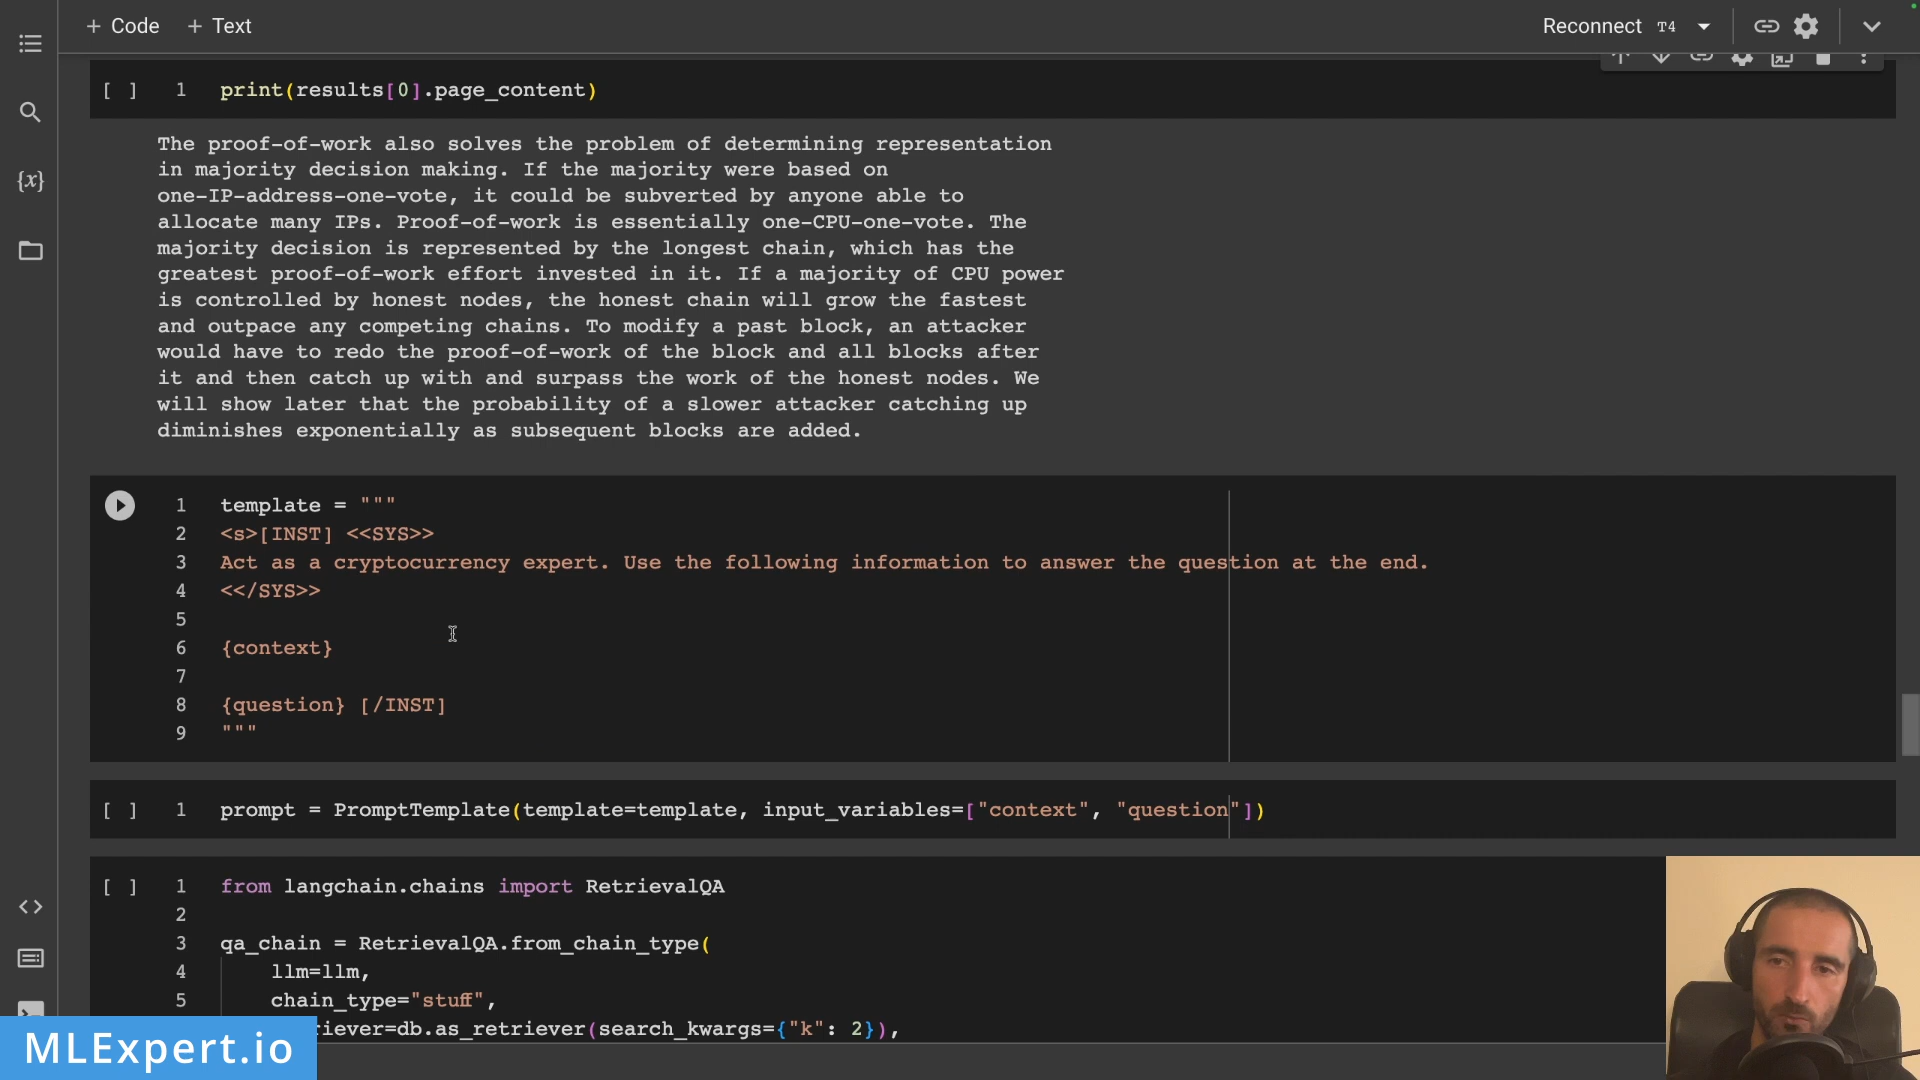 + Code + Text
Reconnect T4
{x}
[ ] 1 print(results[0].page_content)
The proof-of-work also solves the problem of determining representation
in majority decision making. If the majority were based on
one-IP-address-one-vote, it could be subverted by anyone able to
allocate many IPs. Proof-of-work is essentially one-CPU-one-vote. The
majority decision is represented by the longest chain, which has the
greatest proof-of-work effort invested in it. If a majority of CPU power
is controlled by honest nodes, the honest chain will grow the fastest
and outpace any competing chains. To modify a past block, an attacker
would have to redo the proof-of-work of the block and all blocks after
it and then catch up with and surpass the work of the honest nodes. We
will show later that the probability of a slower attacker catching up
diminishes exponentially as subsequent blocks are added.
1 template = """
2 <s>[INST] <<SYS>>
3 Act as a cryptocurrency expert. Use the following information to answer the question at the end.
4 <</SYS>>
5
6 {context}
7
8 {question} [/INST]
9 """
[ ] 1 prompt = PromptTemplate(template=template, input_variables=["context", "question"])
[ ] 1 from langchain.chains import RetrievalQA
2
3 qa_chain = RetrievalQA.from_chain_type(
4 llm=llm,
5 chain_type="stuff",
riever=db.as_retriever(search_kwargs={"k": 2}),
MLExpert.io